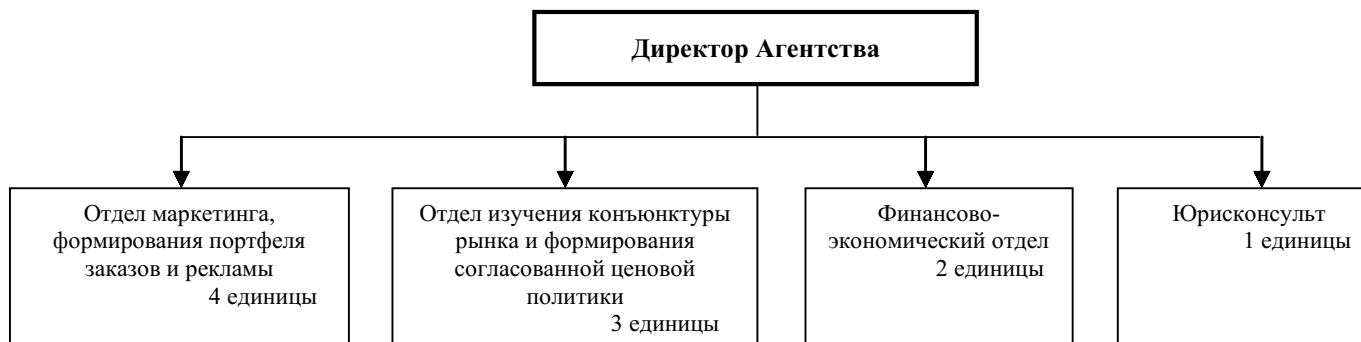 Директор Агентства
Отдел маркетинга,
формирования портфеля
заказов и рекламы
4 единицы
Отдел изучения конъюнктуры
рынка и формирования
согласованной ценовой
политики
3 единицы
Финансово-
экономический отдел
2 единицы
Юрисконсульт
1 единицы